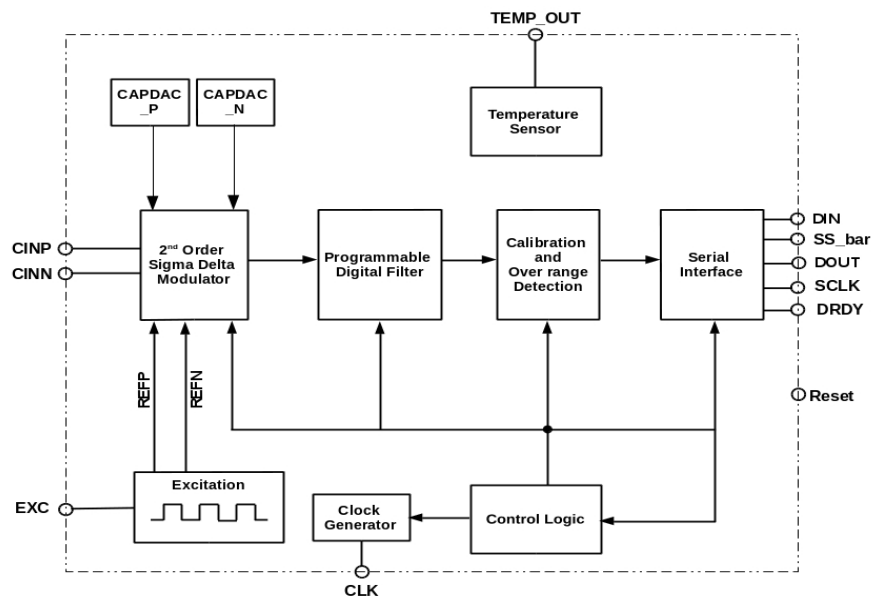 TEMP_OUT
CAPDAC
_P
CAPDAC
_N
Temperature
Sensor
CINP
CINN
2nd Order
Sigma Delta
Modulator
Programmable
Digital Filter
Calibration
and
Over range
Detection
Serial
Interface
DIN
SS_bar
DOUT
SCLK
DRDY
REFP
REFN
Reset
EXC
Excitation
Clock
Generator
Control Logic
CLK